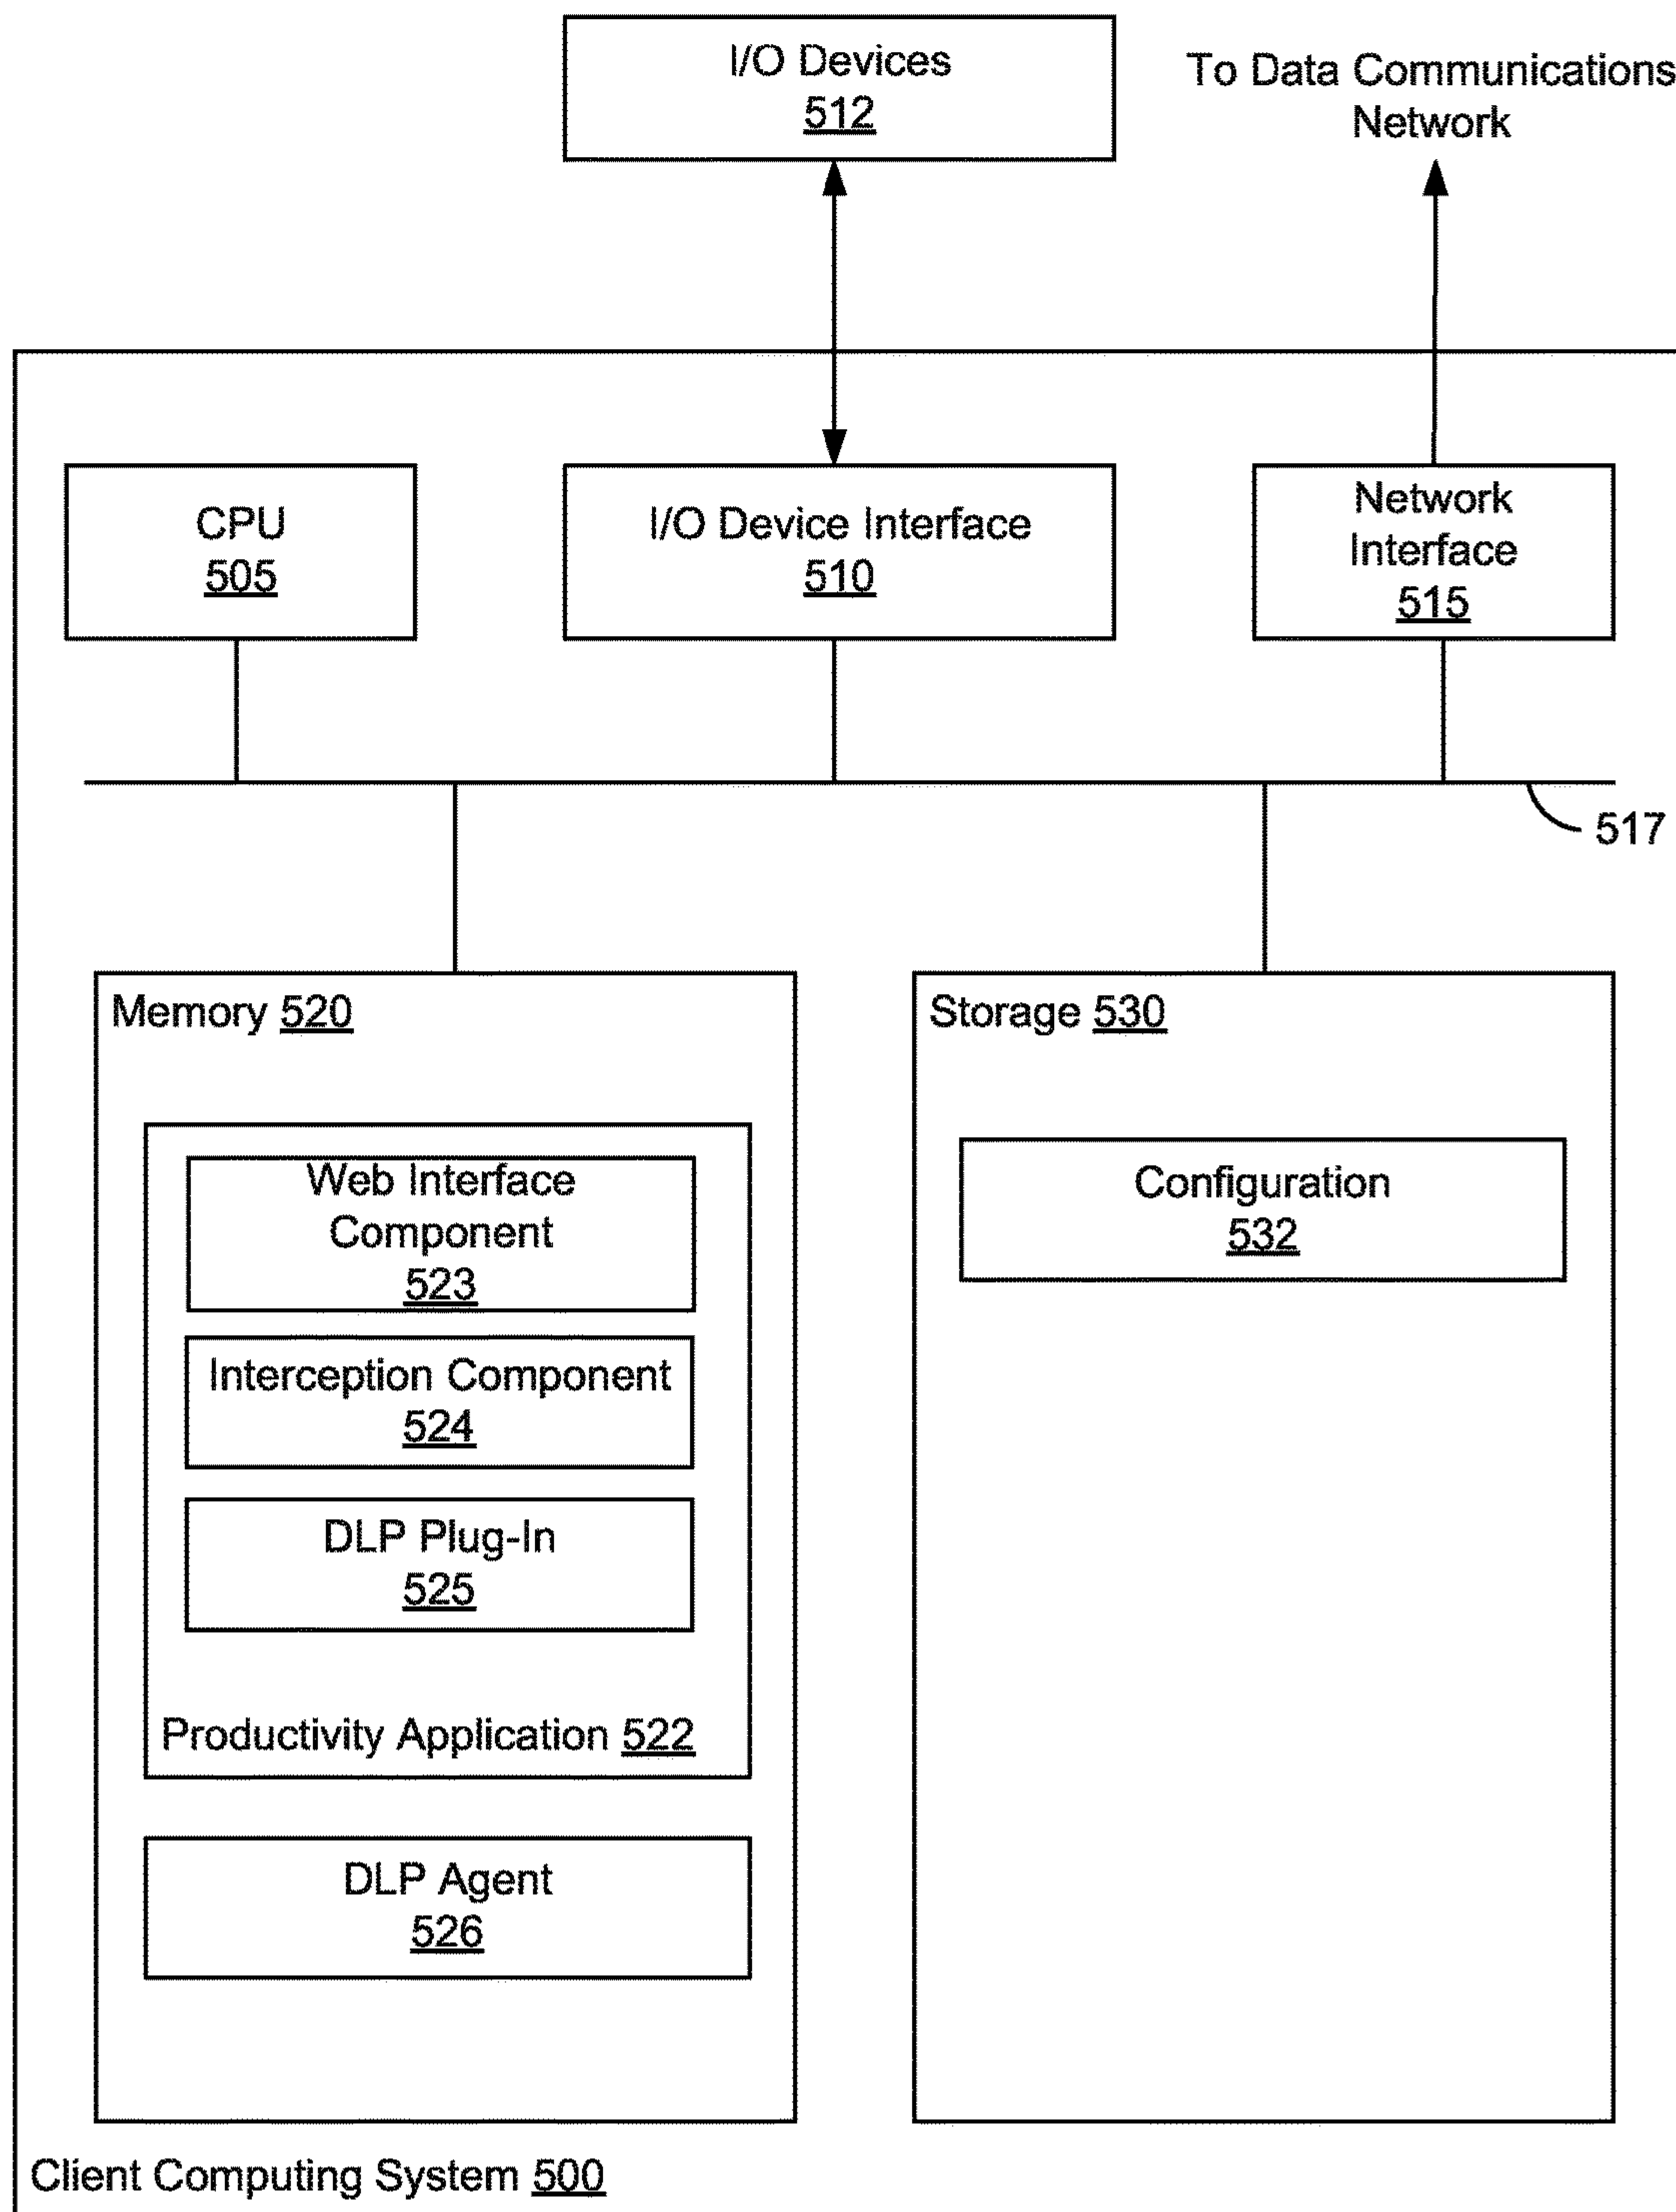 I/O Devices
512
To Data Communications
Network
CPU
505
I/O Device Interface
510
Network
Interface
515
517
Memory 520
Web Interface
Component
523
Interception Component
524
DLP Plug-In
525
Productivity Application 522
DLP Agent
526
Storage 530
Configuration
532
Client Computing System 500